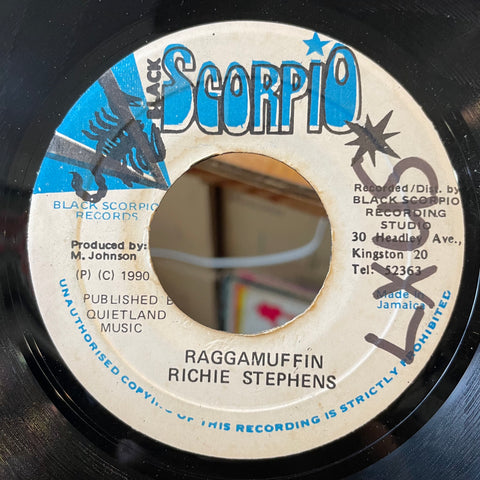 BLACK
SCORPIO
BLACK SCORPIO
RECORDS
Produced by:
M. Johnson
(P) (C) 1990
PUBLISHED
QUIETLAND
MUSIC
Recorded/Dist. by
BLACK SCORPIO
RECORDING
STUDIO
30 Headley Ave.,
Kingston 20
Tel: 52363
Made in
Jamaica
RAGGAMUFFIN
RICHIE STEPHENS
UNAUTHORISED COPYING OF THIS RECORDING IS STRICTLY PROHIBITED